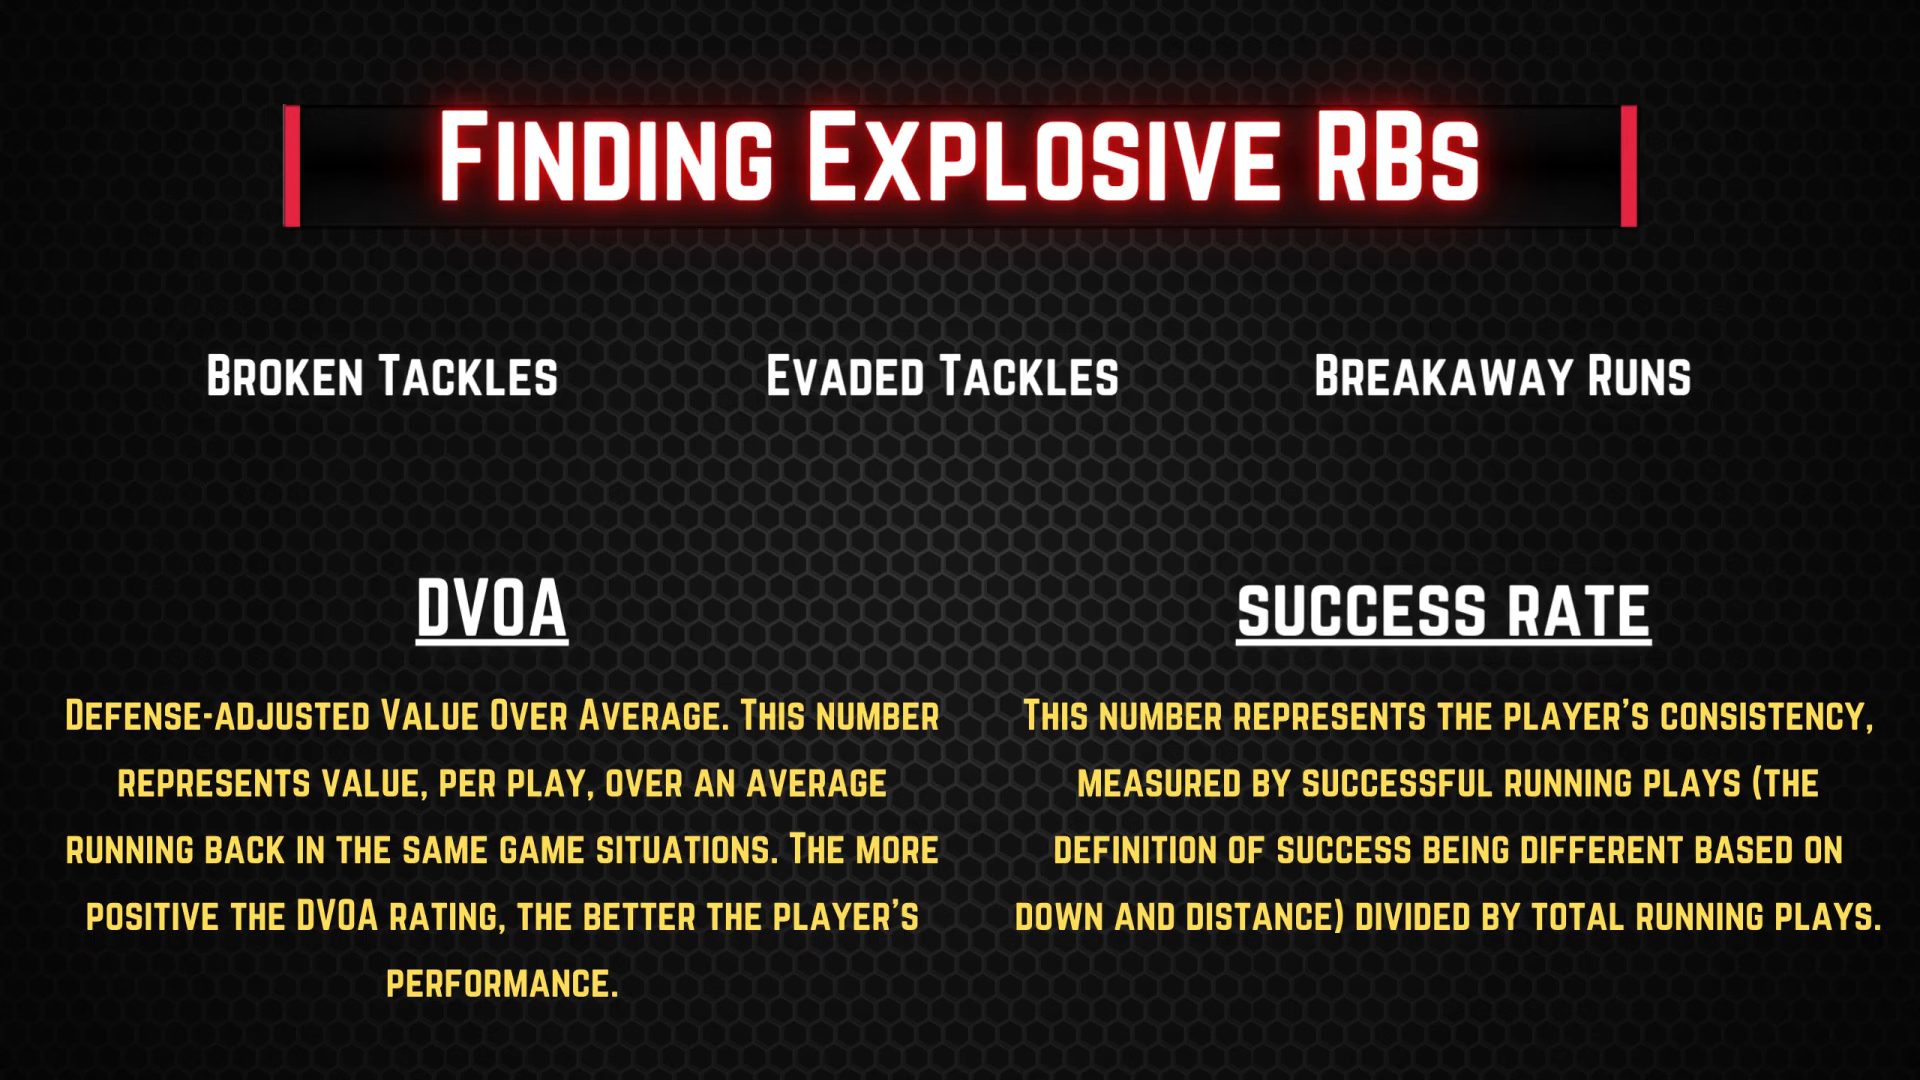 Finding Explosive RBs
Broken Tackles
Evaded Tackles
Breakaway Runs
DVOA
Defense-adjusted Value Over Average. This number
represents value, per play, over an average
running back in the same game situations. The more
positive the DVOA rating, the better the player's
performance.
SUCCESS RATE
This number represents the player's consistency,
measured by successful running plays (the
definition of success being different based on
down and distance) divided by total running plays.